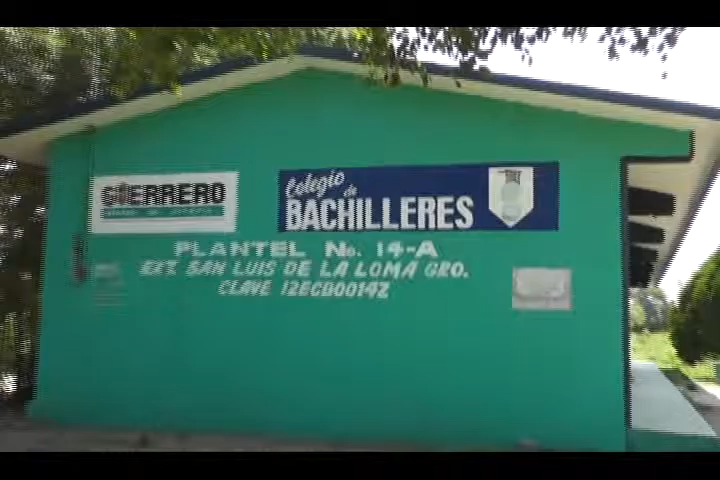 GUERRERO
Colegio de
BACHILLERES
PLANTEL No. 14-A
EXT. SAN LUIS DE LA LOMA GRO.
CLAVE 12ECB0014Z